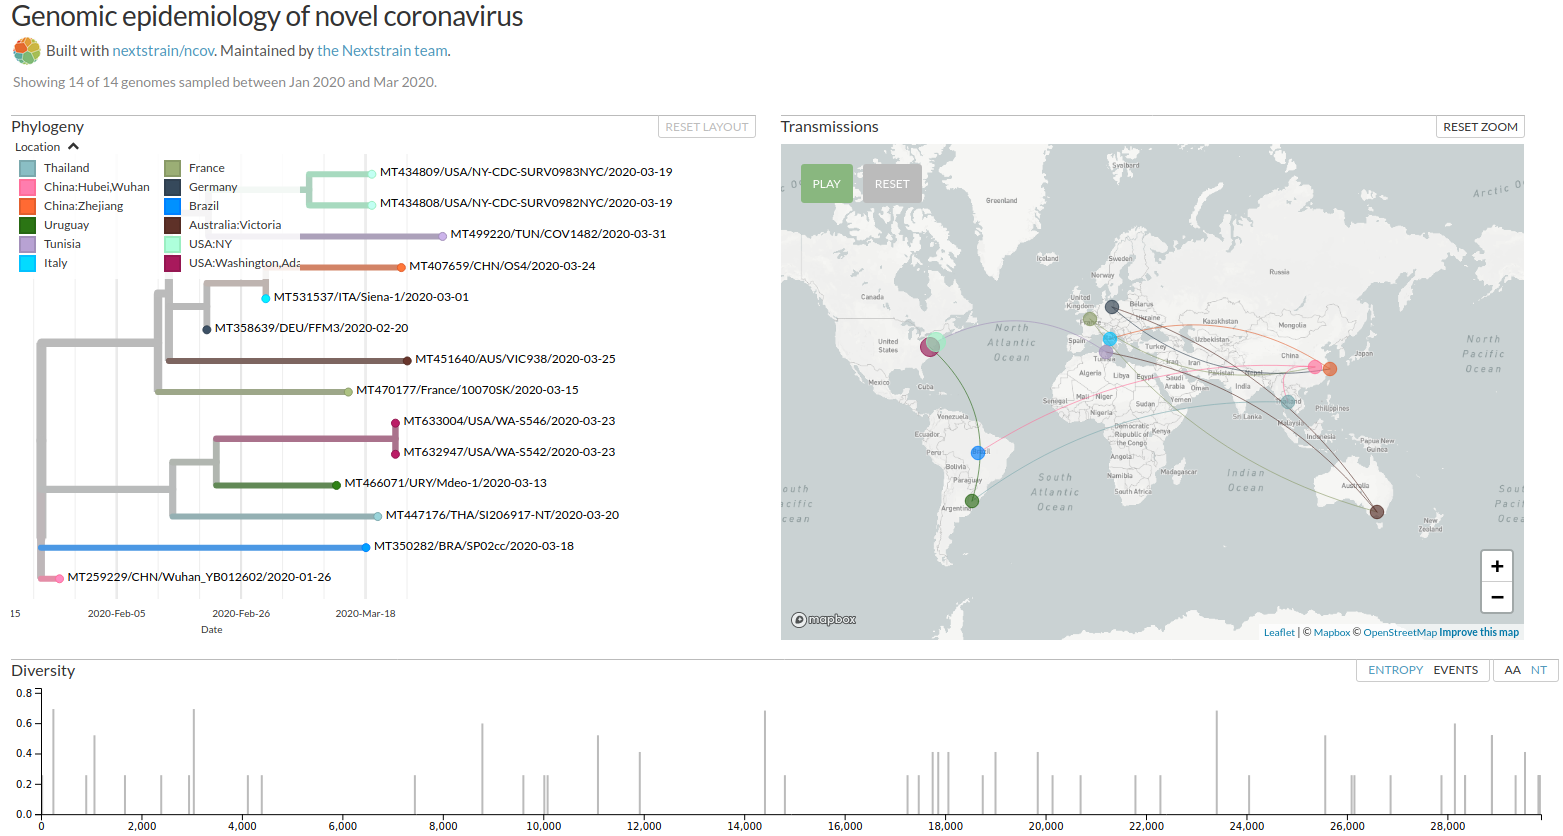 Genomic epidemiology of novel coronavirus
Built with nextstrain/ncov. Maintained by the Nextstrain team.
Showing 14 of 14 genomes sampled between Jan 2020 and Mar 2020.
Phylogeny
RESET LAYOUT
Location
Thailand
China:Hubei,Wuhan
China:Zhejiang
Uruguay
Tunisia
Italy
France
Germany
Brazil
Australia:Victoria
USA:NY
USA:Washington,Ada
MT434809/USA/NY-CDC-SURV0983NYC/2020-03-19
MT434808/USA/NY-CDC-SURV0982NYC/2020-03-19
MT499220/TUN/COV1482/2020-03-31
MT407659/CHN/OS4/2020-03-24
MT531537/ITA/Siena-1/2020-03-01
MT358639/DEU/FFM3/2020-02-20
MT451640/AUS/VIC938/2020-03-25
MT470177/France/10070SK/2020-03-15
MT633004/USA/WA-S546/2020-03-23
MT632947/USA/WA-S542/2020-03-23
MT466071/URY/Mdeo-1/2020-03-13
MT447176/THA/SI206917-NT/2020-03-20
MT350282/BRA/SP02cc/2020-03-18
MT259229/CHN/Wuhan_YB012602/2020-01-26
15 2020-Feb-05 2020-Feb-26 2020-Mar-18
Date
Transmissions
RESET ZOOM
PLAY
RESET
Svalbard
Arctic O
Greenland
Iceland
Sweden
Russia
Norway
Canada
United
Kingdom
Belarus
Ukraine
Kazakhstan
Mongolia
North
Atlantic
Ocean
United
States
Spain
Uzbekistan
Turkey
China
Japan
North
Pacific
Ocean
Iraq
Iran
Pakistan
Nepal
Algeria
Libya
Egypt
Saudi
Arabia
Oman
India
Mexico
Cuba
Senegal
Mali
Niger
Sudan
Yemen
Thailand
Philippines
Nigeria
Sri Lanka
Malaysia
Venezuela
Democratic
Republic of
the Congo
Kenya
Indonesia
Papua New
Guinea
Ecuador
Peru
Brazil
Angola
Bolivia
Namibia
Madagascar
Indian
Ocean
Paraguay
South
Atlantic
Ocean
South Africa
Australia
Argentina
New
Zealand
outh
acific
cean
Sou
Pacif
Oce
+
−
mapbox
Leaflet | © Mapbox © OpenStreetMap Improve this map
Diversity
ENTROPY EVENTS
AA NT
0.8
0.6
0.4
0.2
0.0
0 2,000 4,000 6,000 8,000 10,000 12,000 14,000 16,000 18,000 20,000 22,000 24,000 26,000 28,000